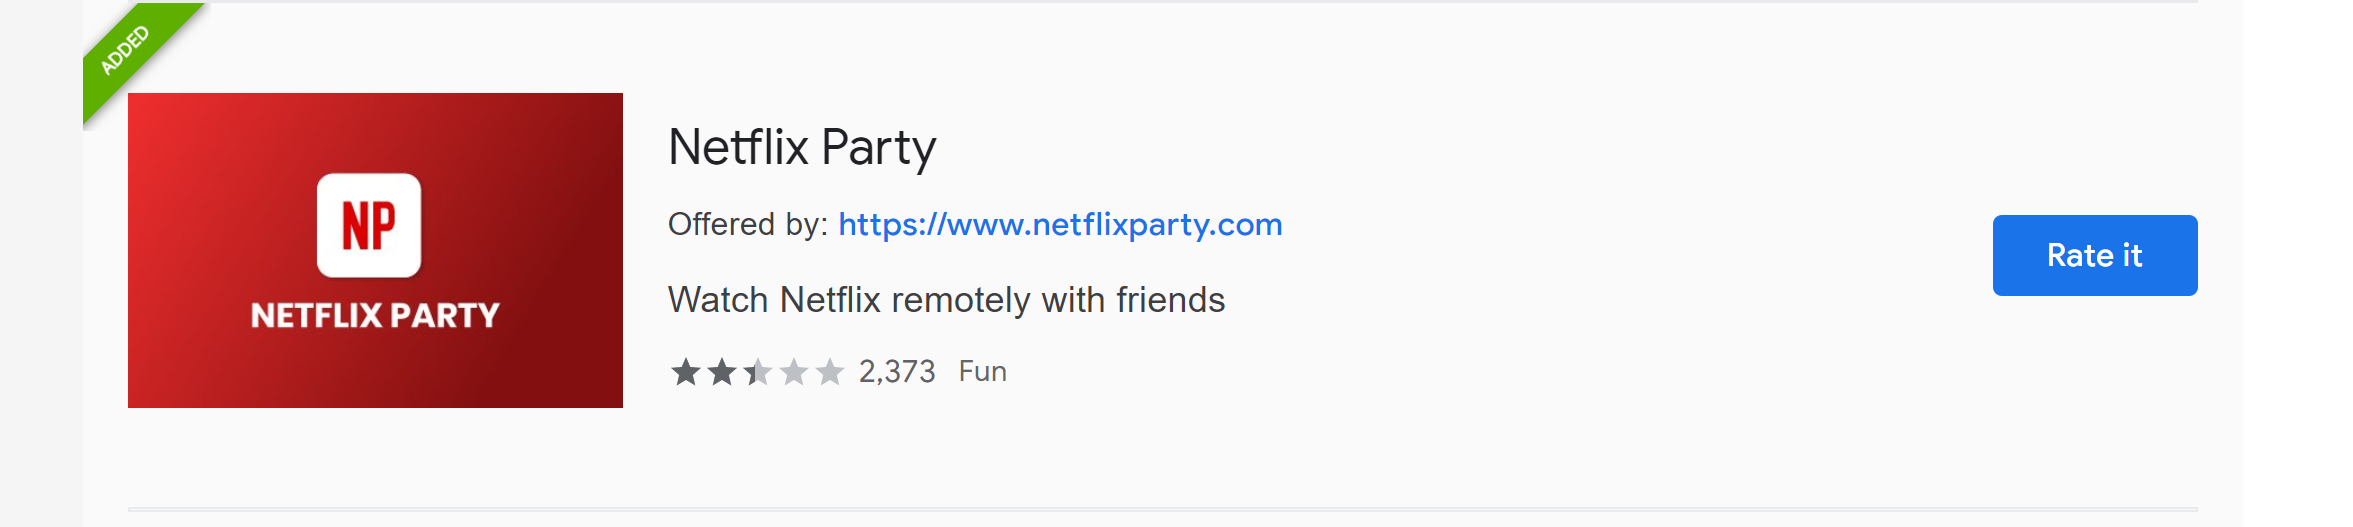 ADDED
NP
NETFLIX PARTY
Netflix Party
Offered by: https://www.netflixparty.com
Watch Netflix remotely with friends
2,373 Fun
Rate it